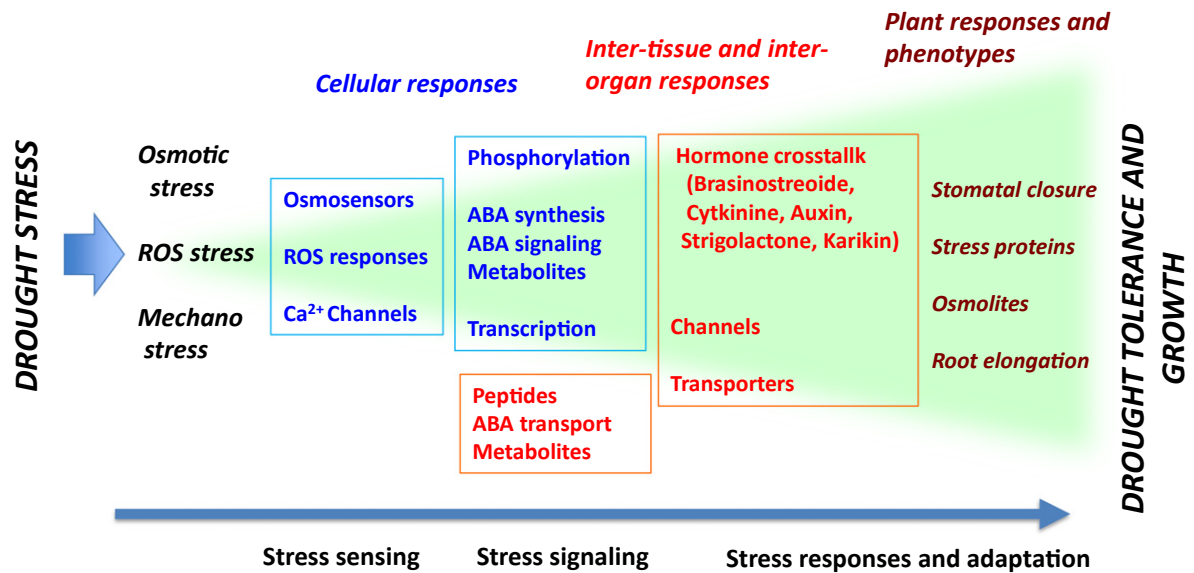 Plant responses and
phenotypes
Inter-tissue and inter-
organ responses
Cellular responses
DROUGHT STRESS
Osmotic
stress
ROS stress
Mechano
stress
Osmosensors
ROS responses
Ca²⁺ Channels
Phosphorylation
ABA synthesis
ABA signaling
Metabolites
Transcription
Peptides
ABA transport
Metabolites
Hormone crosstallk
(Brasinostreoide,
Cytkinine, Auxin,
Strigolactone, Karikin)
Channels
Transporters
Stomatal closure
Stress proteins
Osmolites
Root elongation
DROUGHT TOLERANCE AND
GROWTH
Stress sensing
Stress signaling
Stress responses and adaptation